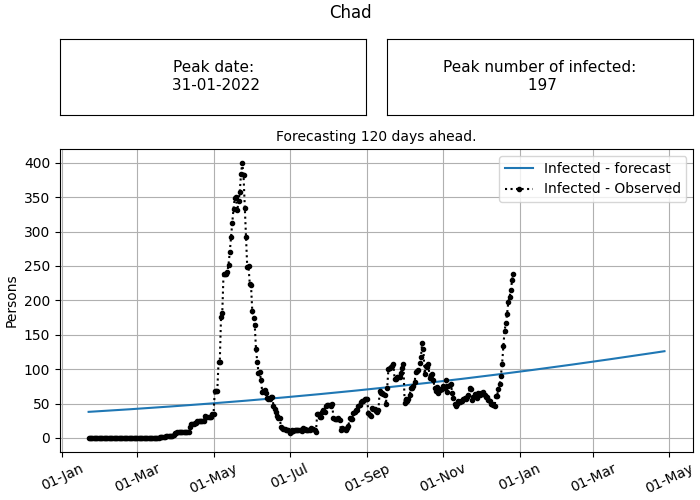 Chad
Peak date:
31-01-2022
Peak number of infected:
197
Forecasting 120 days ahead.
Infected - forecast
Infected - Observed
Persons
400
350
300
250
200
150
100
50
0
01-Jan
01-Mar
01-May
01-Jul
01-Sep
01-Nov
01-Jan
01-Mar
01-May